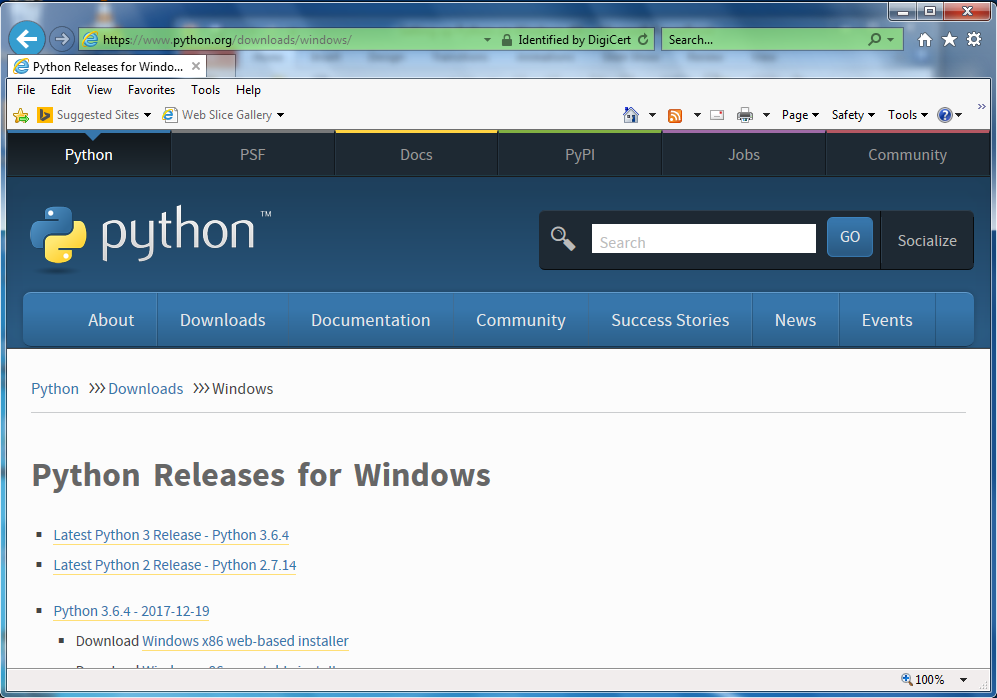 https://www.python.org/downloads/windows/ Identified by DigiCert Search...
Python Releases for Windo...
File Edit View Favorites Tools Help
Suggested Sites Web Slice Gallery Page Safety Tools
Python PSF Docs PyPI Jobs Community
python™
Search GO Socialize
About Downloads Documentation Community Success Stories News Events
Python >>> Downloads >>> Windows
Python Releases for Windows
Latest Python 3 Release - Python 3.6.4
Latest Python 2 Release - Python 2.7.14
Python 3.6.4 - 2017-12-19
Download Windows x86 web-based installer
100%